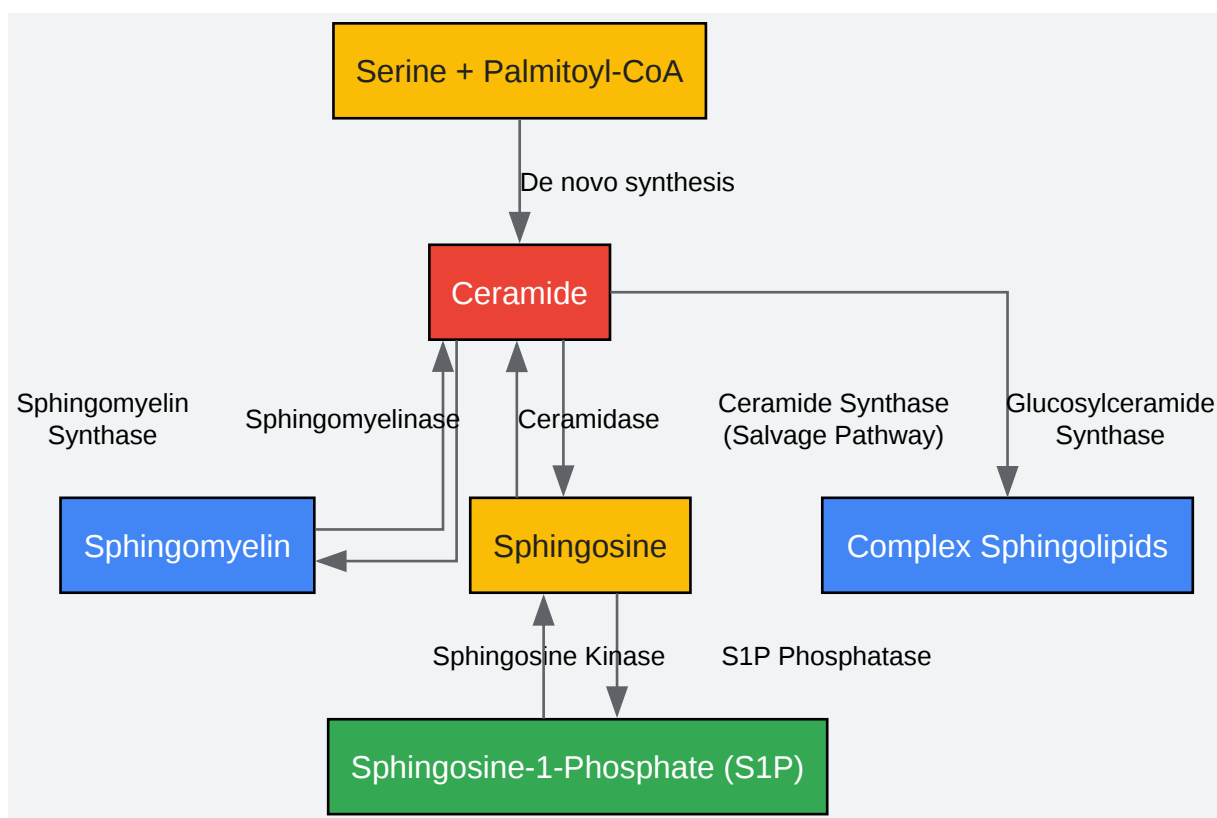 Serine + Palmitoyl-CoA
De novo synthesis
Ceramide
Sphingomyelin
Synthase
Sphingomyelinase
Ceramidase
Ceramide Synthase
(Salvage Pathway)
Glucosylceramide
Synthase
Sphingomyelin
Sphingosine
Complex Sphingolipids
Sphingosine Kinase
S1P Phosphatase
Sphingosine-1-Phosphate (S1P)